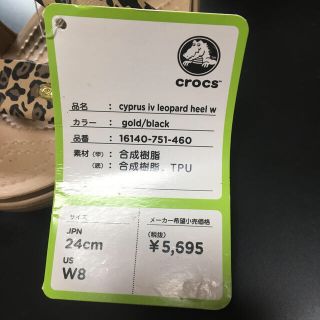 crocs™
品名 : cyprus iv leopard heel w
カラー : gold/black
品番 : 16140-751-460
素材 (甲) : 合成樹脂
(底) : 合成樹脂、TPU
サイズ
JPN
24cm
US
W8
メーカー希望小売価格
(税抜)
¥5,695